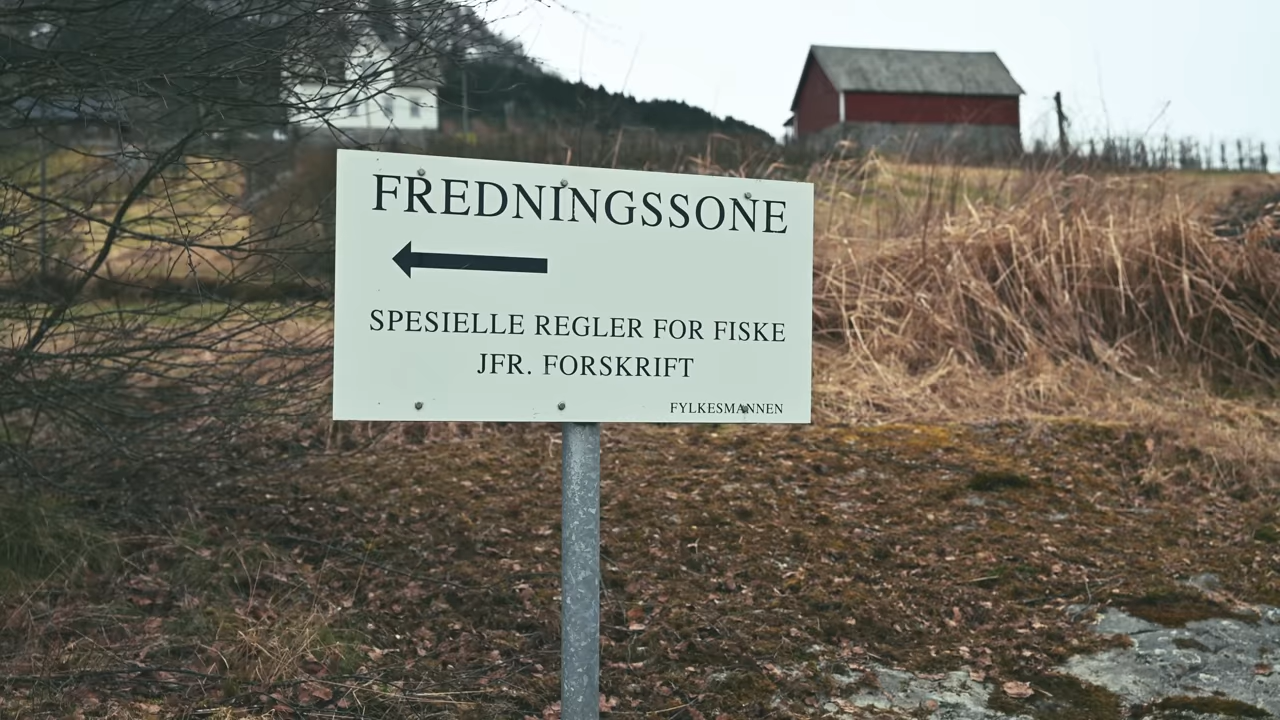 FREDNINGSSONE
SPESIELLE REGLER FOR FISKE
JFR. FORSKRIFT
FYLKESMANNEN